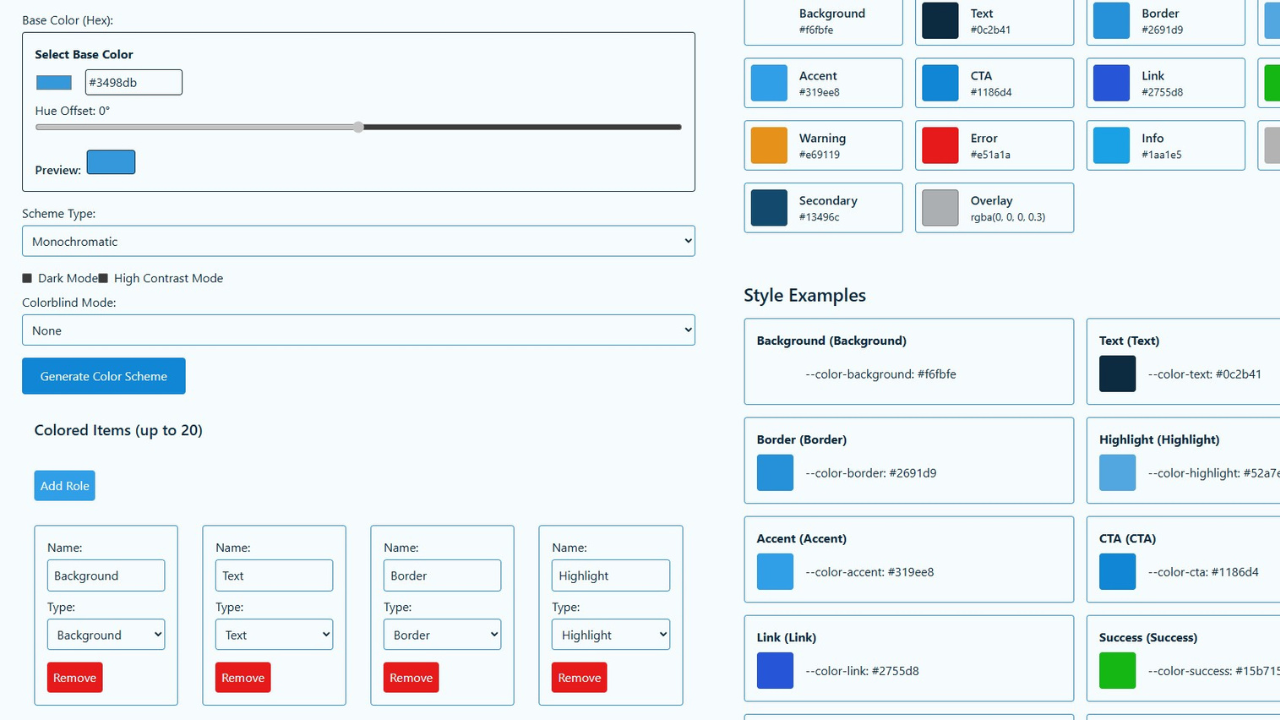 Base Color (Hex):
Select Base Color
#3498db
Hue Offset: 0°
Preview:
Scheme Type:
Monochromatic
Dark Mode
High Contrast Mode
Colorblind Mode:
None
Generate Color Scheme
Colored Items (up to 20)
Add Role
Name:
Background
Type:
Background
Remove
Name:
Text
Type:
Text
Remove
Name:
Border
Type:
Border
Remove
Name:
Highlight
Type:
Highlight
Remove
Background
#f6fbfe
Text
#0c2b41
Border
#2691d9
Accent
#319ee8
CTA
#1186d4
Link
#2755d8
Warning
#e69119
Error
#e51a1a
Info
#1aa1e5
Secondary
#13496c
Overlay
rgba(0, 0, 0, 0.3)
Style Examples
Background (Background)
--color-background: #f6fbfe
Text (Text)
--color-text: #0c2b41
Border (Border)
--color-border: #2691d9
Highlight (Highlight)
--color-highlight: #52a7e
Accent (Accent)
--color-accent: #319ee8
CTA (CTA)
--color-cta: #1186d4
Link (Link)
--color-link: #2755d8
Success (Success)
--color-success: #15b715